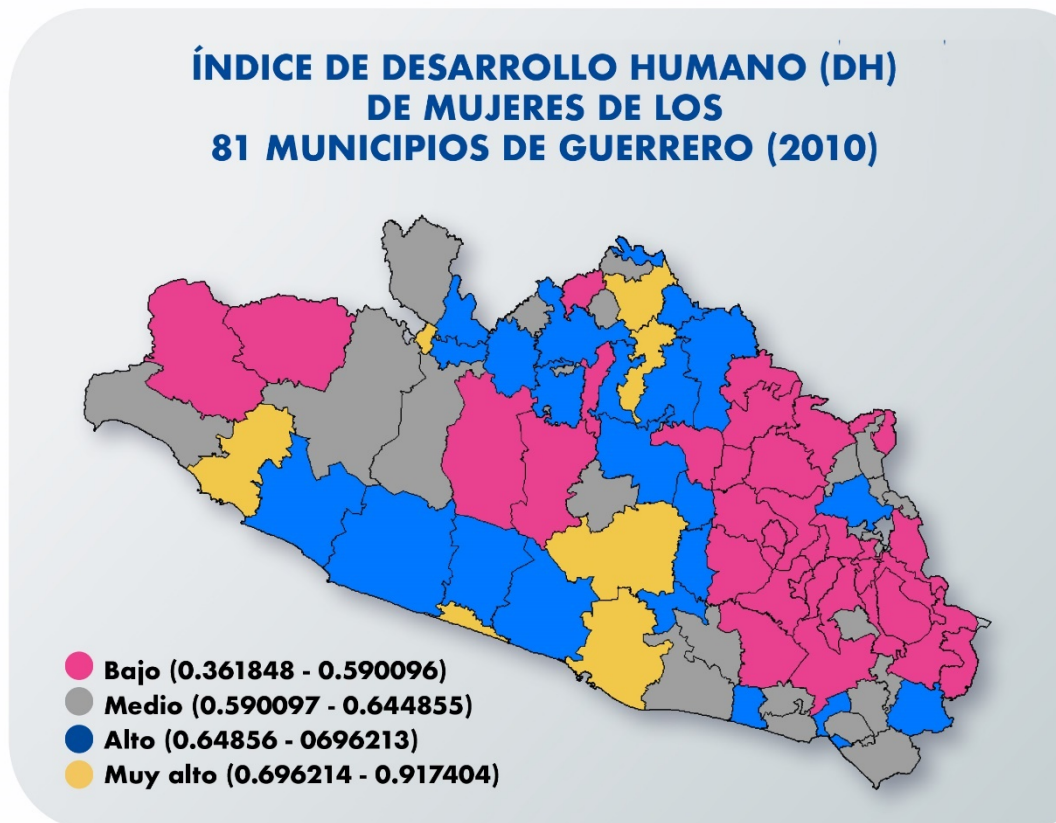 ÍNDICE DE DESARROLLO HUMANO (DH)
DE MUJERES DE LOS
81 MUNICIPIOS DE GUERRERO (2010)
Bajo (0.361848 - 0.590096)
Medio (0.590097 - 0.644855)
Alto (0.64856 - 0696213)
Muy alto (0.696214 - 0.917404)